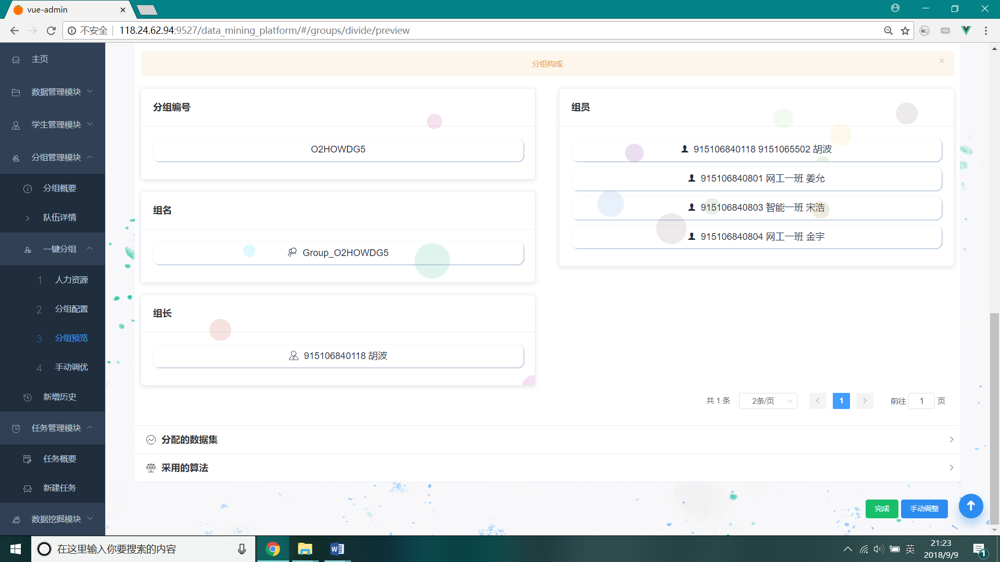 vue-admin
不安全
118.24.62.94:9527/data_mining_platform/#/groups/divide/preview
HD
主页
数据管理模块
学生管理模块
分组管理模块
分组概要
队伍详情
一键分组
1 人力资源
2 分组配置
3 分组预览
4 手动调优
新增历史
任务管理模块
任务概要
新建任务
数据挖掘模块
分组构成
分组编号
O2HOWDG5
组名
Group_O2HOWDG5
组长
915106840118 胡波
组员
915106840118 9151065502 胡波
915106840801 网工一班 姜允
915106840803 智能一班 宋浩
915106840804 网工一班 金宇
共 1 条
2条/页
1
前往 1 页
分配的数据集
采用的算法
完成
手动调整
在这里输入你要搜索的内容
英
21:23
2018/9/9
1